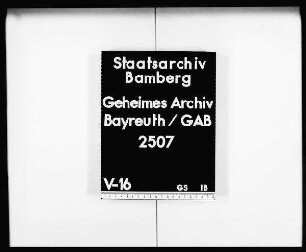 Staatsarchiv
Bamberg
Geheimes Archiv
Bayreuth / GAB
2507
V-16 GS IB